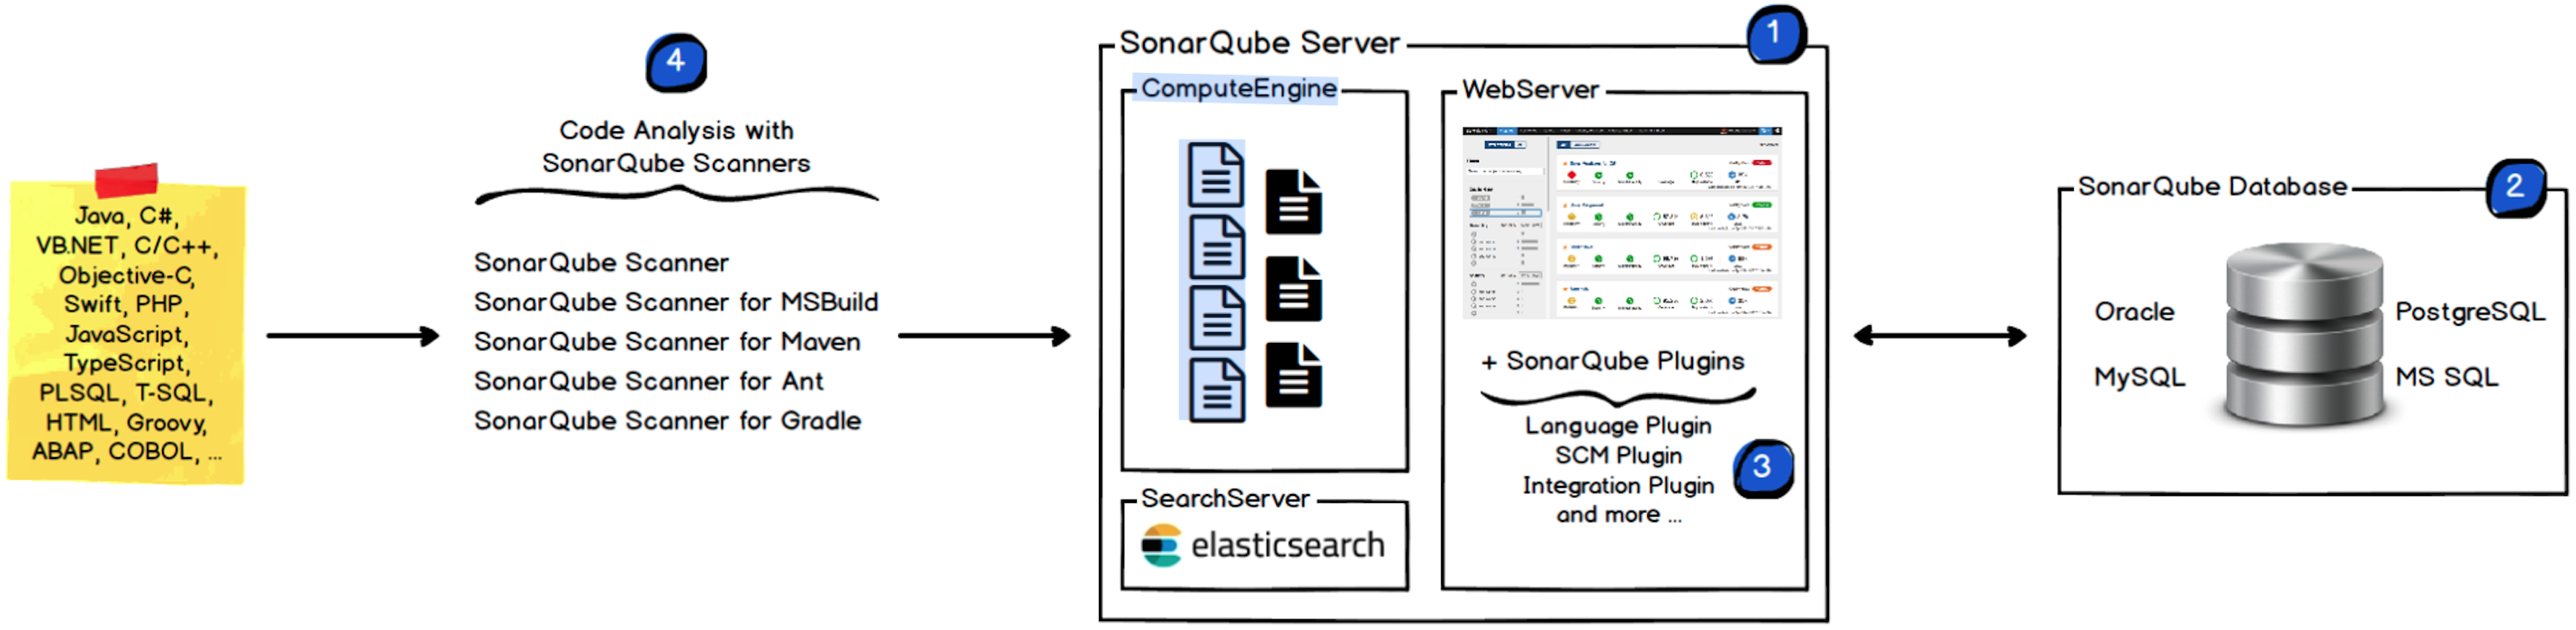 Java, C#,
VB.NET, C/C++,
Objective-C,
Swift, PHP,
JavaScript,
TypeScript,
PLSQL, T-SQL,
HTML, Groovy,
ABAP, COBOL, ...
4
Code Analysis with
SonarQube Scanners
SonarQube Scanner
SonarQube Scanner for MSBuild
SonarQube Scanner for Maven
SonarQube Scanner for Ant
SonarQube Scanner for Gradle
SonarQube Server
1
ComputeEngine
SearchServer
elasticsearch
WebServer
+ SonarQube Plugins
Language Plugin
SCM Plugin
Integration Plugin
and more ...
3
SonarQube Database
2
Oracle
MySQL
PostgreSQL
MS SQL